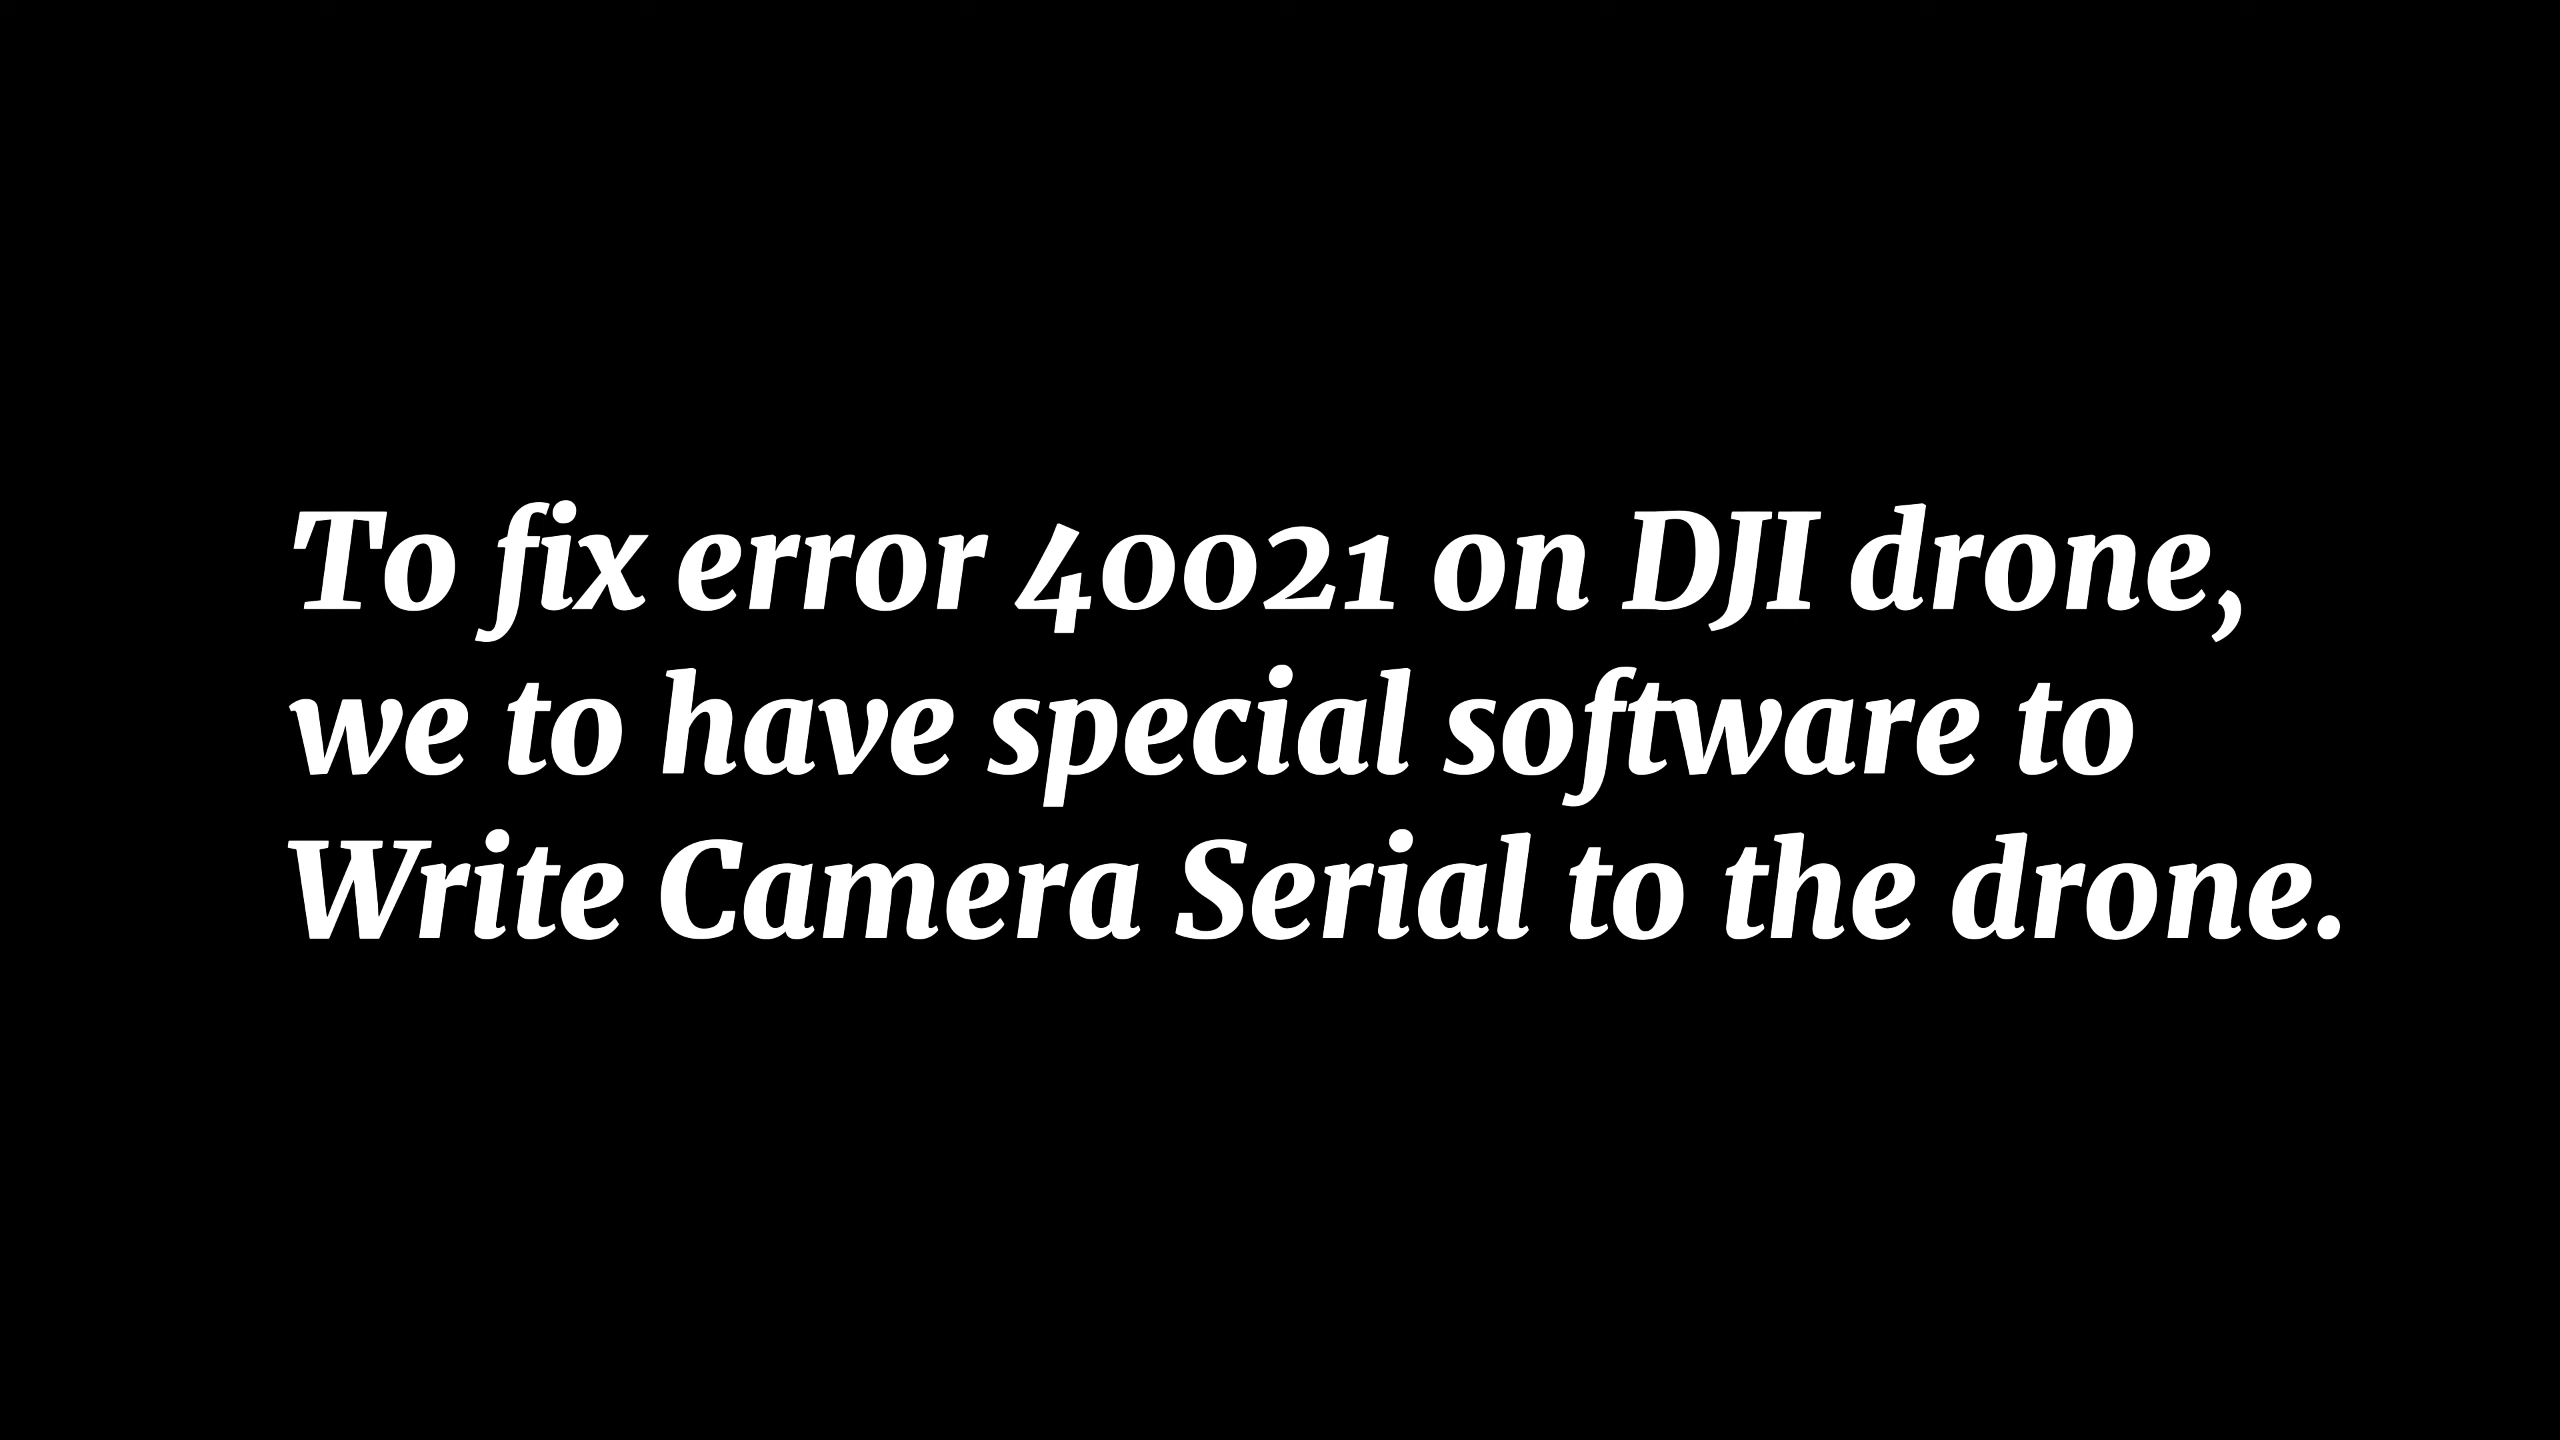 To fix error 40021 on DJI drone,
we to have special software to
Write Camera Serial to the drone.